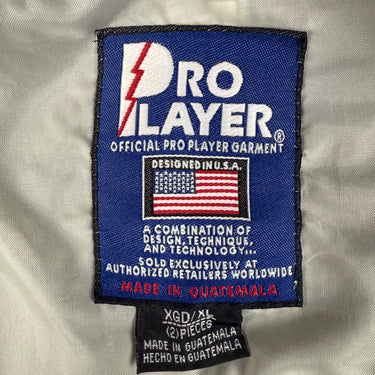 PRO
PLAYER®
OFFICIAL PRO PLAYER GARMENT
DESIGNED IN U.S.A.
A COMBINATION OF
DESIGN, TECHNIQUE,
AND TECHNOLOGY...
SOLD EXCLUSIVELY AT
AUTHORIZED RETAILERS WORLDWIDE
MADE IN GUATEMALA
XGD/XL
(2) PIECES
MADE IN GUATEMALA
HECHO EN GUATEMALA